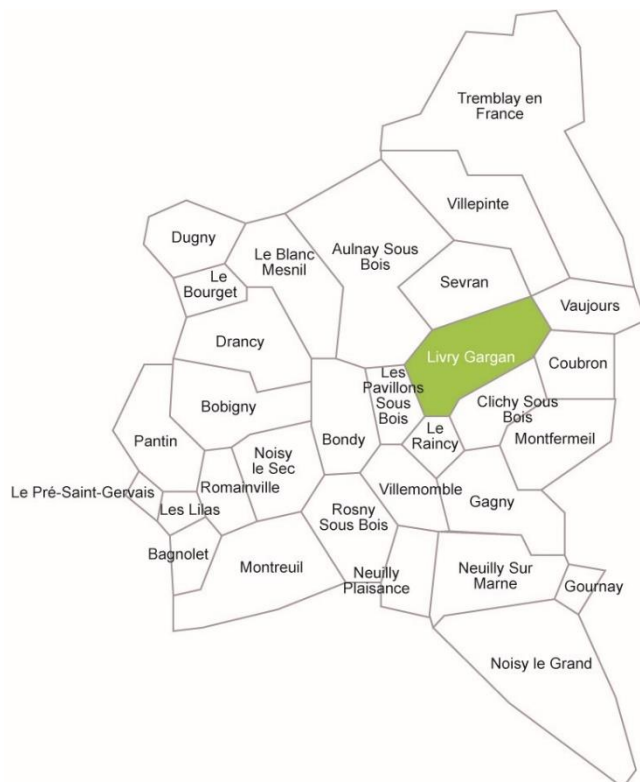 Tremblay en
France
Villepinte
Dugny
Le Blanc
Mesnil
Aulnay Sous
Bois
Sevran
Le
Bourget
Vaujours
Drancy
Livry Gargan
Coubron
Les
Pavillons
Sous
Bois
Clichy Sous
Bois
Bobigny
Le
Raincy
Montfermeil
Pantin
Noisy
le Sec
Bondy
Le Pré-Saint-Gervais
Romainville
Villemomble
Gagny
Les Lilas
Rosny
Sous Bois
Bagnolet
Montreuil
Neuilly
Plaisance
Neuilly Sur
Marne
Gournay
Noisy le Grand